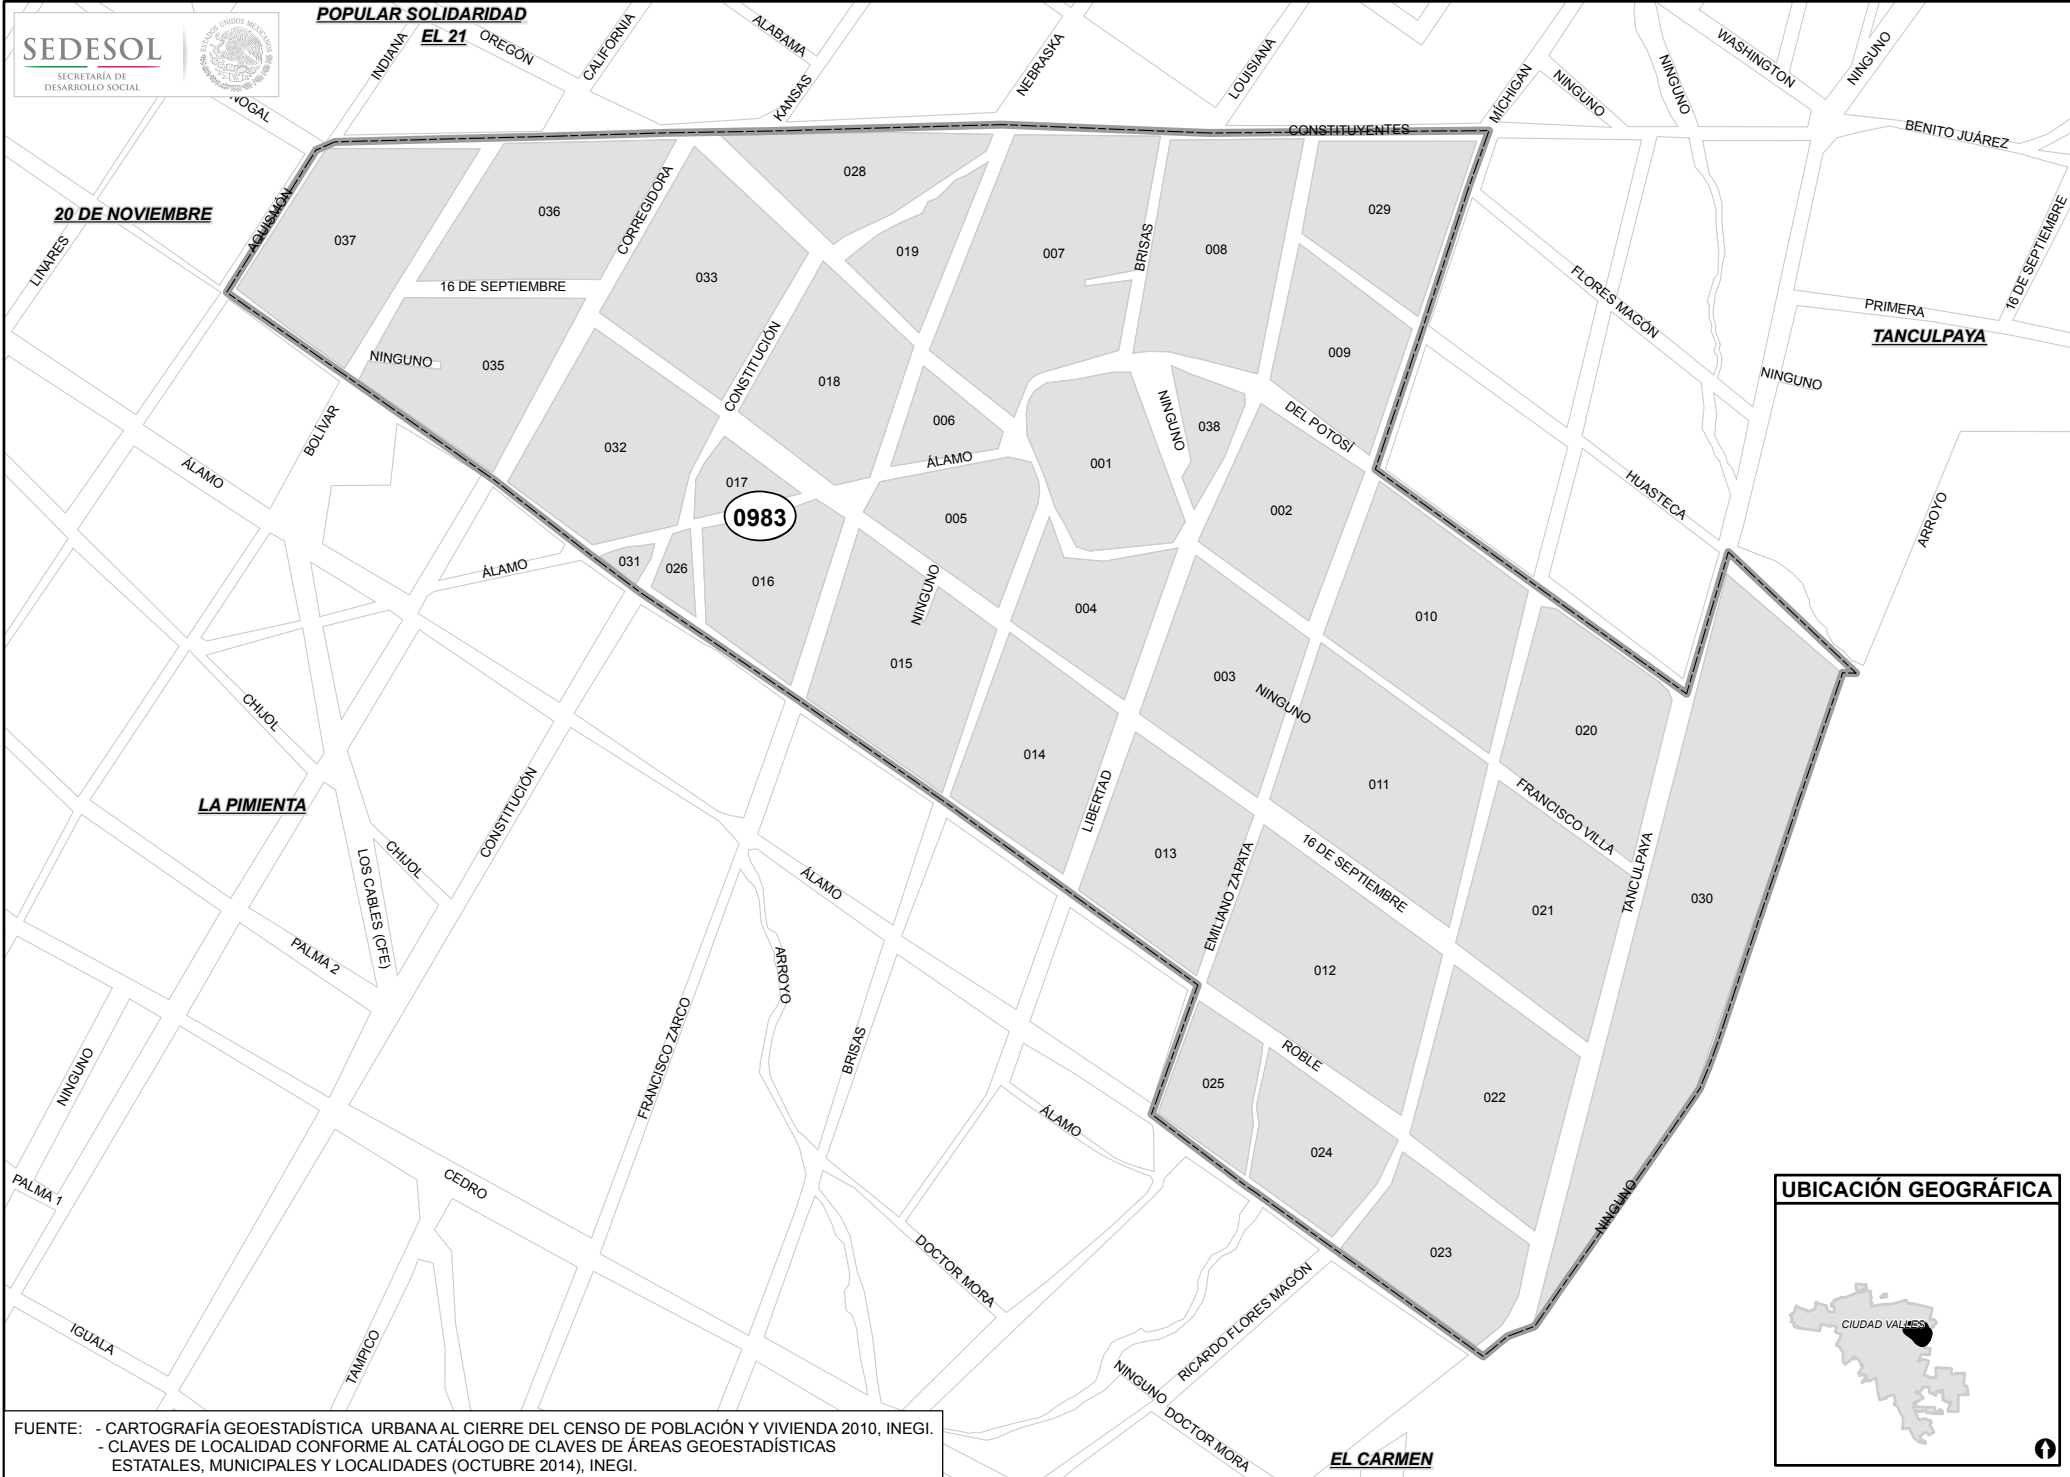 POPULAR SOLIDARIDAD
EL 21
SEDESOL
SECRETARÍA DE
DESARROLLO SOCIAL
ESTADOS UNIDOS MEXICANOS
INDIANA
OREGÓN
CALIFORNIA
ALABAMA
KANSAS
NEBRASKA
LOUISIANA
MICHIGAN
NINGUNO
NINGUNO
WASHINGTON
NINGUNO
NOGAL
CONSTITUYENTES
BENITO JUÁREZ
20 DE NOVIEMBRE
LINARES
AQUISMÓN
037
036
CORREGIDORA
028
033
019
007
BRISAS
008
029
16 DE SEPTIEMBRE
FLORES MAGÓN
16 DE SEPTIEMBRE
PRIMERA
TANCULPAYA
NINGUNO
NINGUNO
035
CONSTITUCIÓN
018
009
BOLÍVAR
032
006
ÁLAMO
001
NINGUNO
038
DEL POTOSÍ
HUASTECA
ARROYO
ÁLAMO
017
0983
005
002
ÁLAMO
031
026
016
NINGUNO
004
010
015
003
NINGUNO
CHIJOL
014
011
020
FRANCISCO VILLA
LA PIMIENTA
CONSTITUCIÓN
LIBERTAD
013
EMILIANO ZAPATA
16 DE SEPTIEMBRE
TANCULPAYA
030
LOS CABLES (CFE)
CHIJOL
ÁLAMO
021
PALMA 2
ARROYO
012
NINGUNO
FRANCISCO ZARCO
BRISAS
ROBLE
025
022
ÁLAMO
024
PALMA 1
CEDRO
NINGUNO
023
DOCTOR MORA
IGUALA
TAMPICO
RICARDO FLORES MAGÓN
NINGUNO
DOCTOR MORA
EL CARMEN
UBICACIÓN GEOGRÁFICA
CIUDAD VALLES
FUENTE: - CARTOGRAFÍA GEOESTADÍSTICA URBANA AL CIERRE DEL CENSO DE POBLACIÓN Y VIVIENDA 2010, INEGI.
- CLAVES DE LOCALIDAD CONFORME AL CATÁLOGO DE CLAVES DE ÁREAS GEOESTADÍSTICAS
ESTATALES, MUNICIPALES Y LOCALIDADES (OCTUBRE 2014), INEGI.